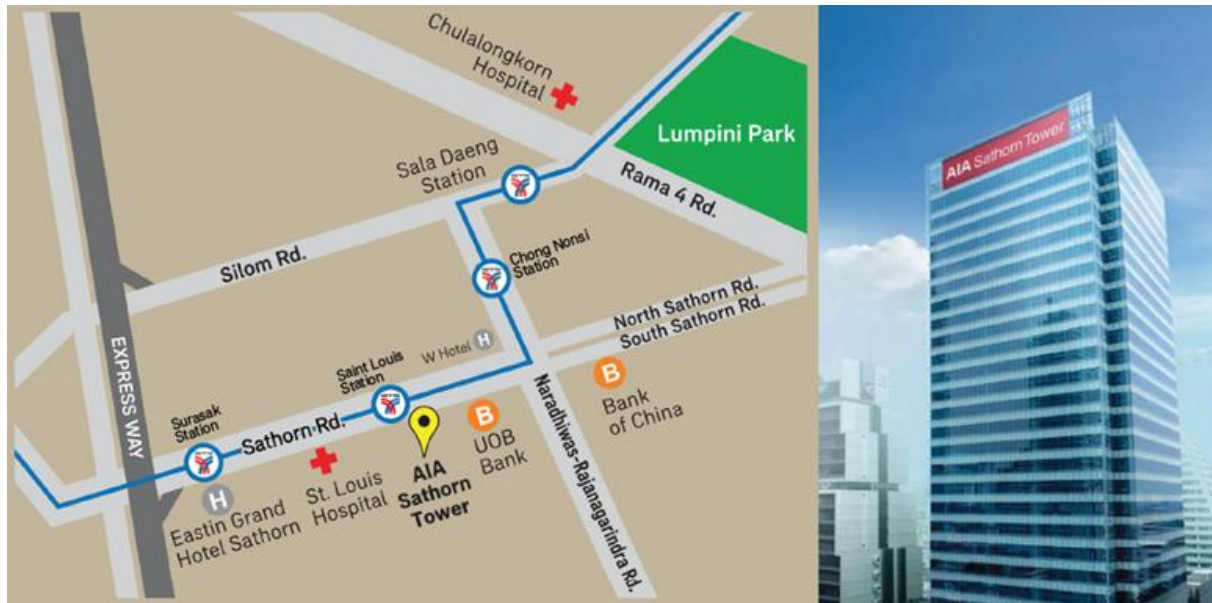 Chulalongkorn
Hospital
Lumpini Park
Sala Daeng
Station
Rama 4 Rd.
Silom Rd.
Chong Nonsi
Station
North Sathorn Rd.
South Sathorn Rd.
W Hotel H
EXPRESS WAY
Saint Louis
Station
B
Bank
of China
Surasak
Station
Sathorn Rd.
B
UOB
Bank
Naradhiwas-Rajanagarindra Rd.
AIA
Sathorn
Tower
St. Louis
Hospital
H
Eastin Grand
Hotel Sathorn
AIA Sathorn Tower